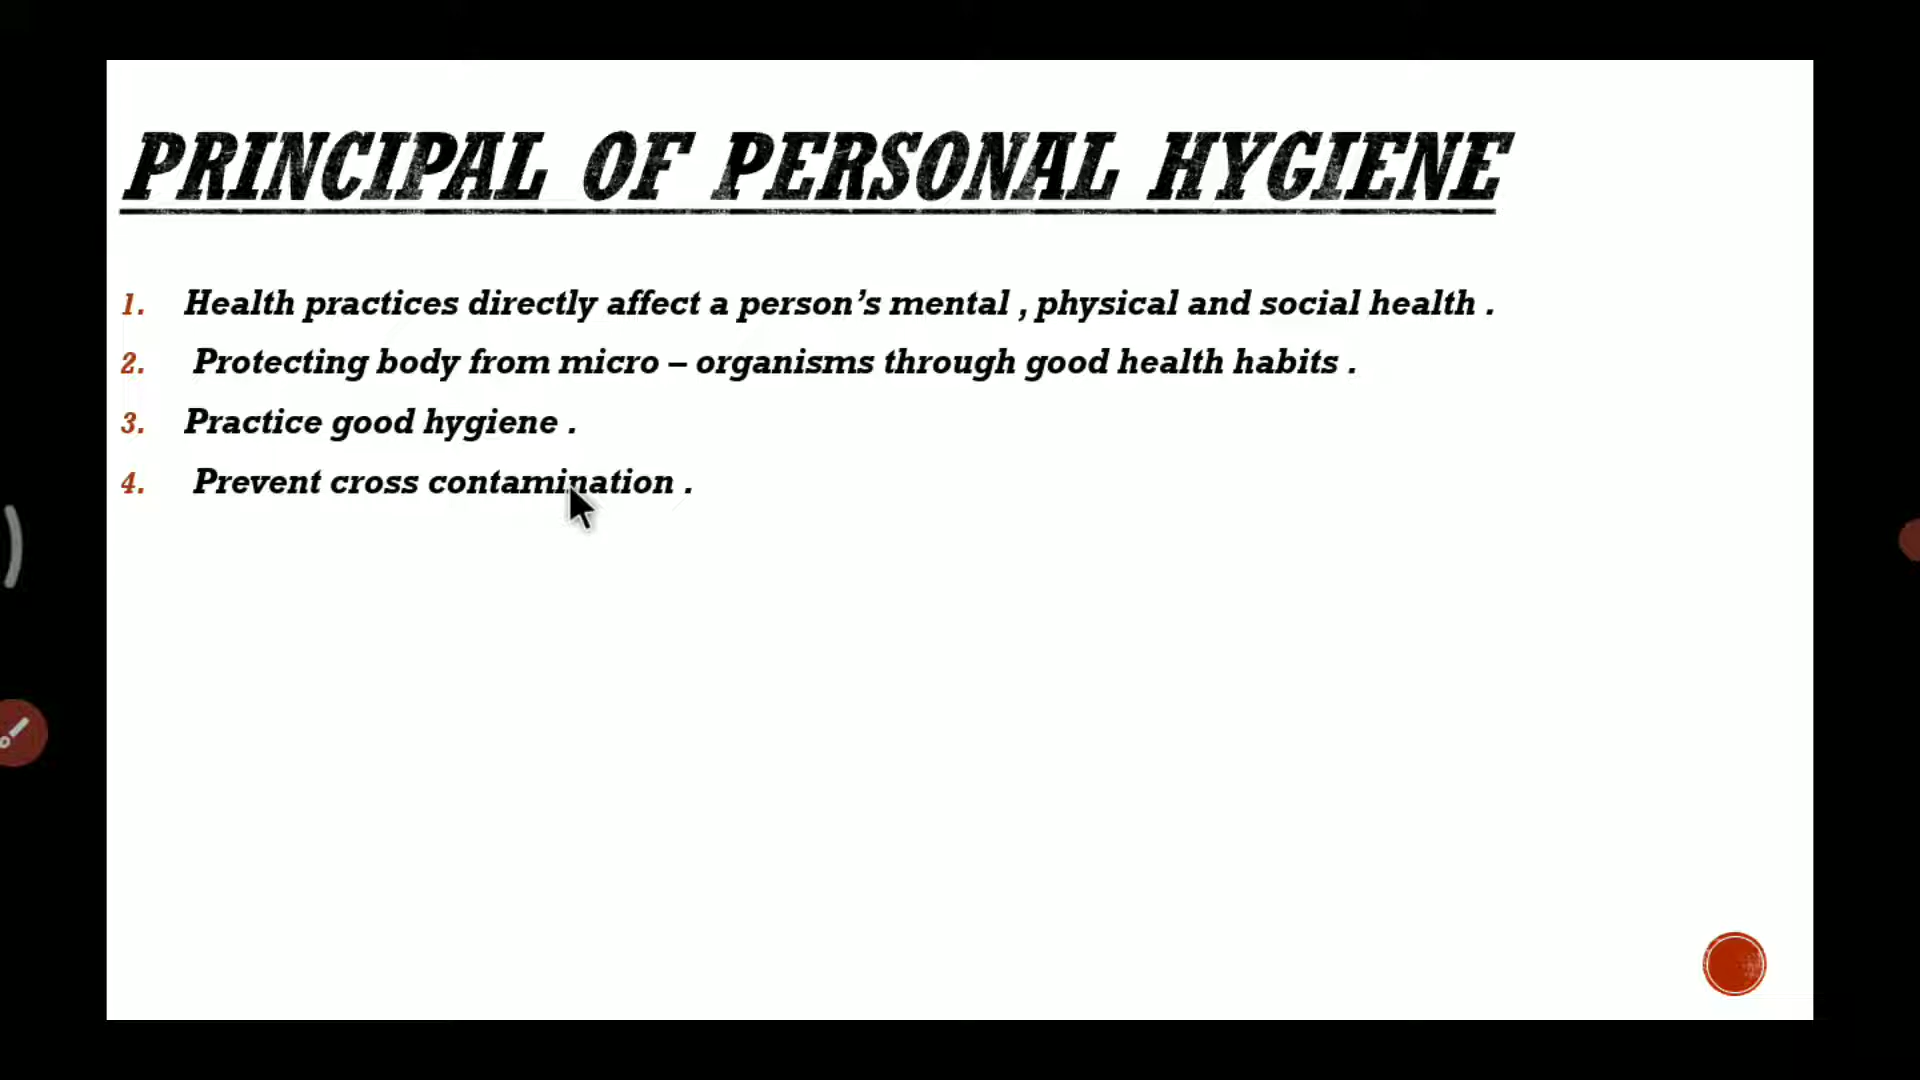 PRINCIPAL OF PERSONAL HYGIENE
1. Health practices directly affect a person’s mental , physical and social health .
2. Protecting body from micro – organisms through good health habits .
3. Practice good hygiene .
4. Prevent cross contamination .